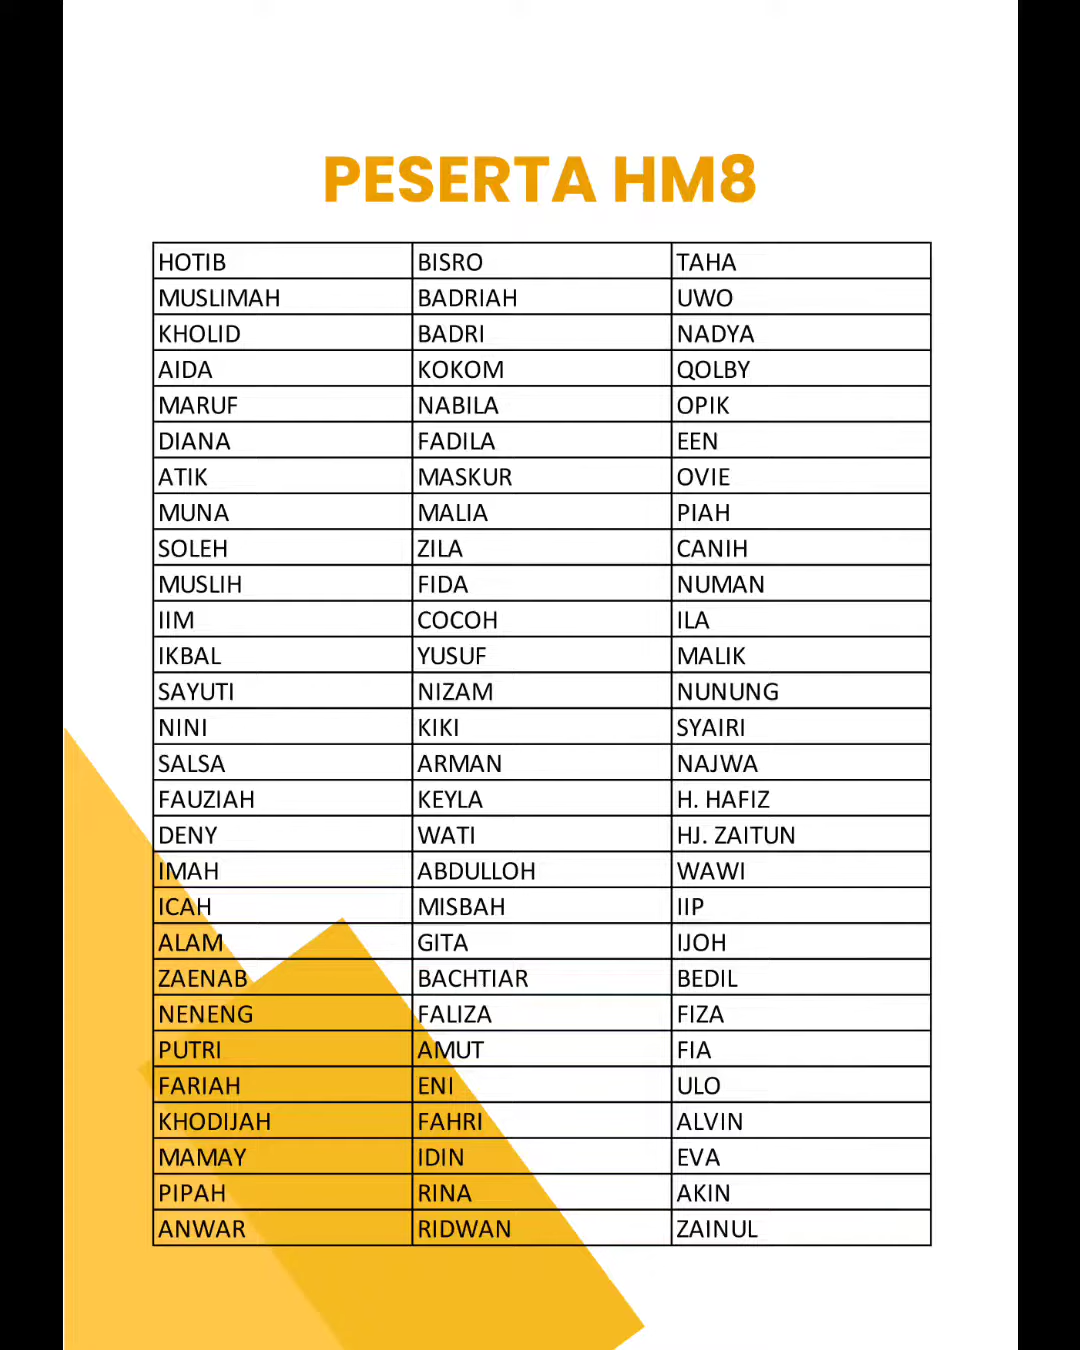 PESERTA HM8
HOTIB BISRO TAHA
MUSLIMAH BADRIAH UWO
KHOLID BADRI NADYA
AIDA KOKOM QOLBY
MARUF NABILA OPIK
DIANA FADILA EEN
ATIK MASKUR OVIE
MUNA MALIA PIAH
SOLEH ZILA CANIH
MUSLIH FIDA NUMAN
IIM COCOH ILA
IKBAL YUSUF MALIK
SAYUTI NIZAM NUNUNG
NINI KIKI SYAIRI
SALSA ARMAN NAJWA
FAUZIAH KEYLA H. HAFIZ
DENY WATI HJ. ZAITUN
IMAH ABDULLOH WAWI
ICAH MISBAH IIP
ALAM GITA IJOH
ZAENAB BACHTIAR BEDIL
NENENG FALIZA FIZA
PUTRI AMUT FIA
FARIAH ENI ULO
KHODIJAH FAHRI ALVIN
MAMAY IDIN EVA
PIPAH RINA AKIN
ANWAR RIDWAN ZAINUL